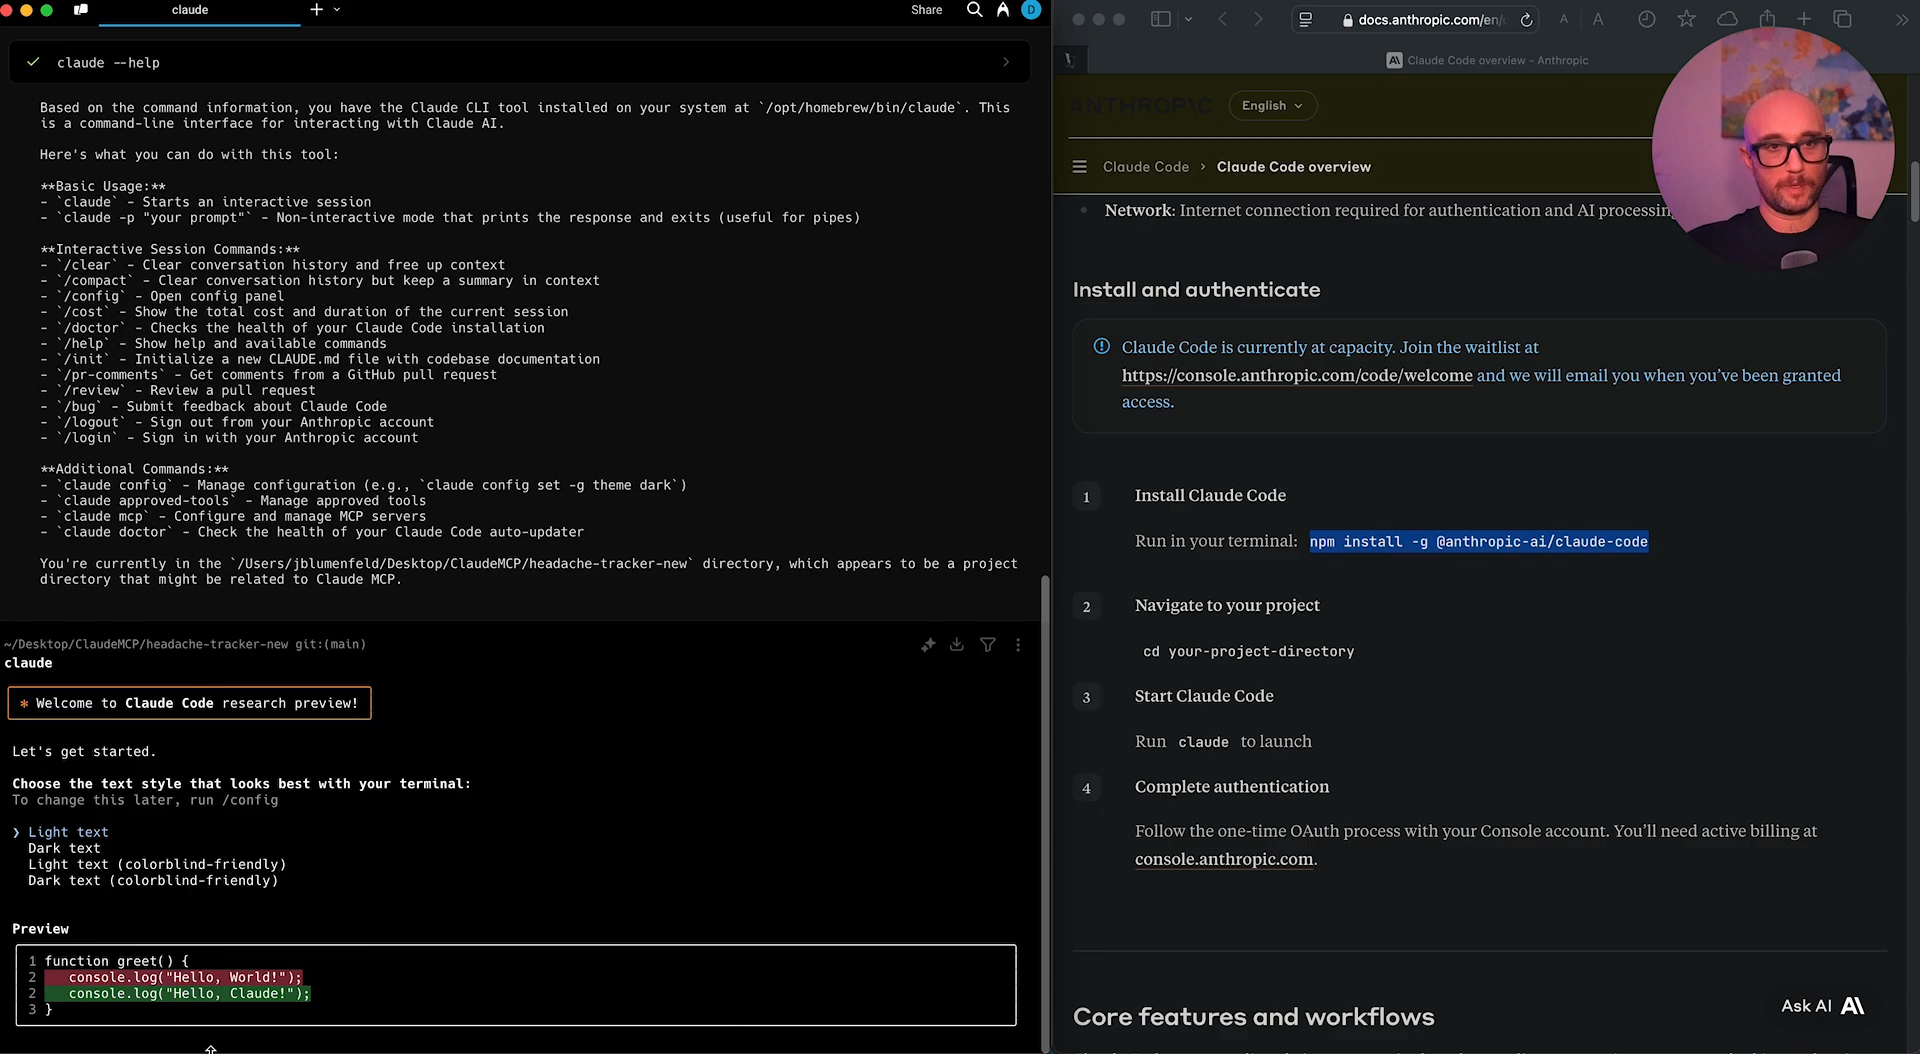 claude
Share
D
claude --help
Based on the command information, you have the Claude CLI tool installed on your system at `/opt/homebrew/bin/claude`. This
is a command-line interface for interacting with Claude AI.
Here's what you can do with this tool:
**Basic Usage:**
- `claude` - Starts an interactive session
- `claude -p "your prompt"` - Non-interactive mode that prints the response and exits (useful for pipes)
**Interactive Session Commands:**
- `/clear` - Clear conversation history and free up context
- `/compact` - Clear conversation history but keep a summary in context
- `/config` - Open config panel
- `/cost` - Show the total cost and duration of the current session
- `/doctor` - Checks the health of your Claude Code installation
- `/help` - Show help and available commands
- `/init` - Initialize a new CLAUDE.md file with codebase documentation
- `/pr-comments` - Get comments from a GitHub pull request
- `/review` - Review a pull request
- `/bug` - Submit feedback about Claude Code
- `/logout` - Sign out from your Anthropic account
- `/login` - Sign in with your Anthropic account
**Additional Commands:**
- `claude config` - Manage configuration (e.g., `claude config set -g theme dark`)
- `claude approved-tools` - Manage approved tools
- `claude mcp` - Configure and manage MCP servers
- `claude doctor` - Check the health of your Claude Code auto-updater
You're currently in the `/Users/jblumenfeld/Desktop/ClaudeMCP/headache-tracker-new` directory, which appears to be a project
directory that might be related to Claude MCP.
~/Desktop/ClaudeMCP/headache-tracker-new git:(main)
claude
✻ Welcome to Claude Code research preview!
Let's get started.
Choose the text style that looks best with your terminal:
To change this later, run /config
❯ Light text
Dark text
Light text (colorblind-friendly)
Dark text (colorblind-friendly)
Preview
1 function greet() {
2 console.log("Hello, World!");
2 console.log("Hello, Claude!");
3 }
docs.anthropic.com/en/
A A
Claude Code overview - Anthropic
ANTHROP\C
English
Claude Code > Claude Code overview
Network: Internet connection required for authentication and AI processing
Install and authenticate
Claude Code is currently at capacity. Join the waitlist at
https://console.anthropic.com/code/welcome and we will email you when you've been granted
access.
1 Install Claude Code
Run in your terminal: npm install -g @anthropic-ai/claude-code
2 Navigate to your project
cd your-project-directory
3 Start Claude Code
Run claude to launch
4 Complete authentication
Follow the one-time OAuth process with your Console account. You'll need active billing at
console.anthropic.com.
Core features and workflows
Ask AI